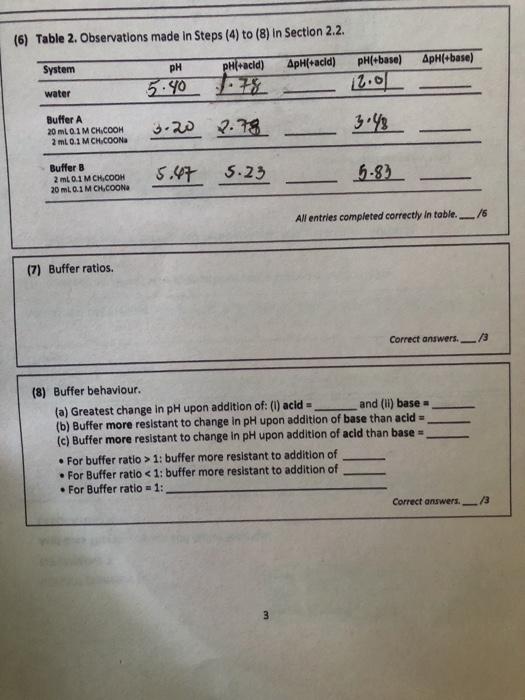 (6) Table 2. Observations made in Steps (4) to (8) in Section 2.2.
System pH pH(+acid) ΔpH(+acid) pH(+base) ΔpH(+base)
water 5.40 1.78 ____ 12.01 ____
Buffer A
20 mL 0.1 M CH₃COOH
2 mL 0.1 M CH₃COONa
3.20 2.78 ____ 3.48 ____
Buffer B
2 mL 0.1 M CH₃COOH
20 mL 0.1 M CH₃COONa
5.47 5.23 ____ 5.83 ____
All entries completed correctly in table. ___/6
(7) Buffer ratios.
Correct answers. ___/3
(8) Buffer behaviour.
(a) Greatest change in pH upon addition of: (i) acid = ______ and (ii) base = ______
(b) Buffer more resistant to change in pH upon addition of base than acid = ______
(c) Buffer more resistant to change in pH upon addition of acid than base = ______
• For buffer ratio > 1: buffer more resistant to addition of ______
• For Buffer ratio < 1: buffer more resistant to addition of ______
• For Buffer ratio = 1: ______
Correct answers. ___/3
3